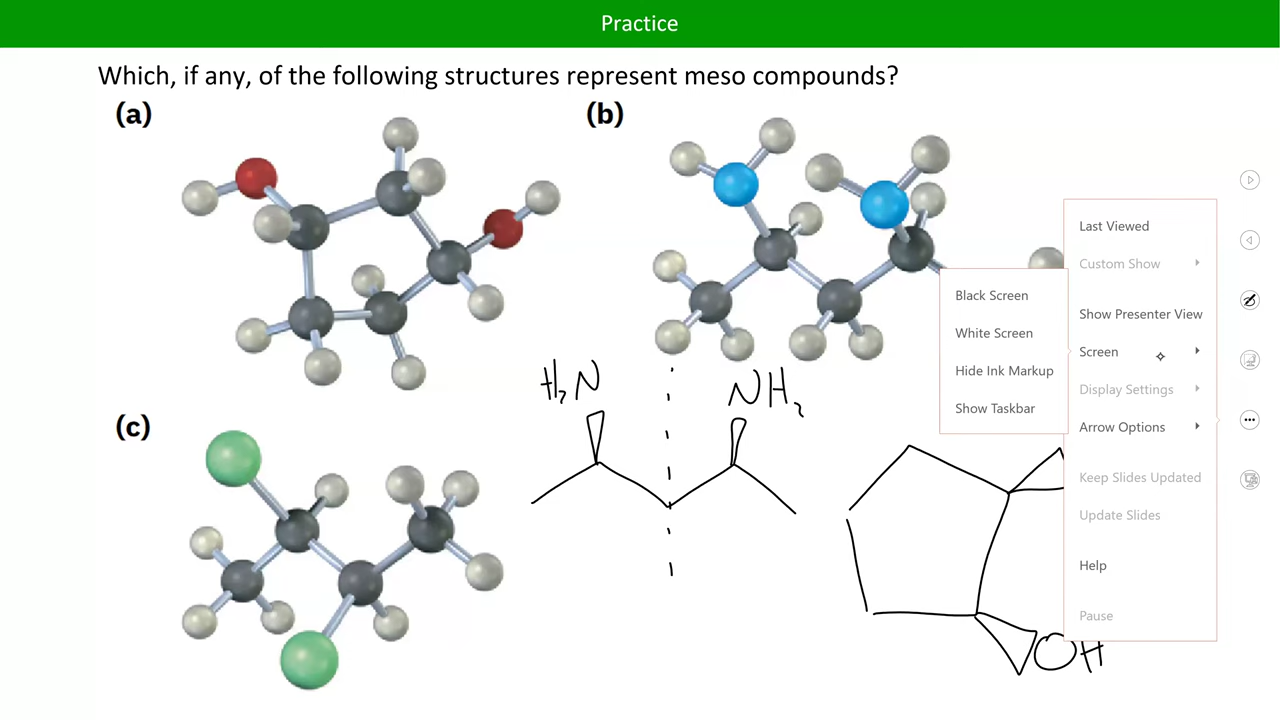 Practice
Which, if any, of the following structures represent meso compounds?
(a)
(b)
(c)
H₂N
NH₂
OH
Black Screen
White Screen
Hide Ink Markup
Show Taskbar
Last Viewed
Custom Show
Show Presenter View
Screen
Display Settings
Arrow Options
Keep Slides Updated
Update Slides
Help
Pause